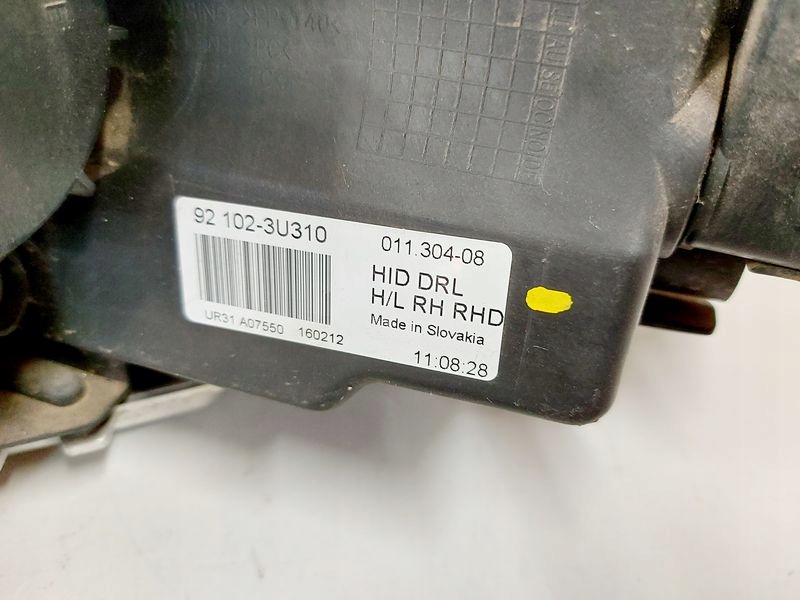 92 102-3U310
011.304-08
HID DRL
H/L RH RHD
Made in Slovakia
UR31 A07550 160212
11:08:28